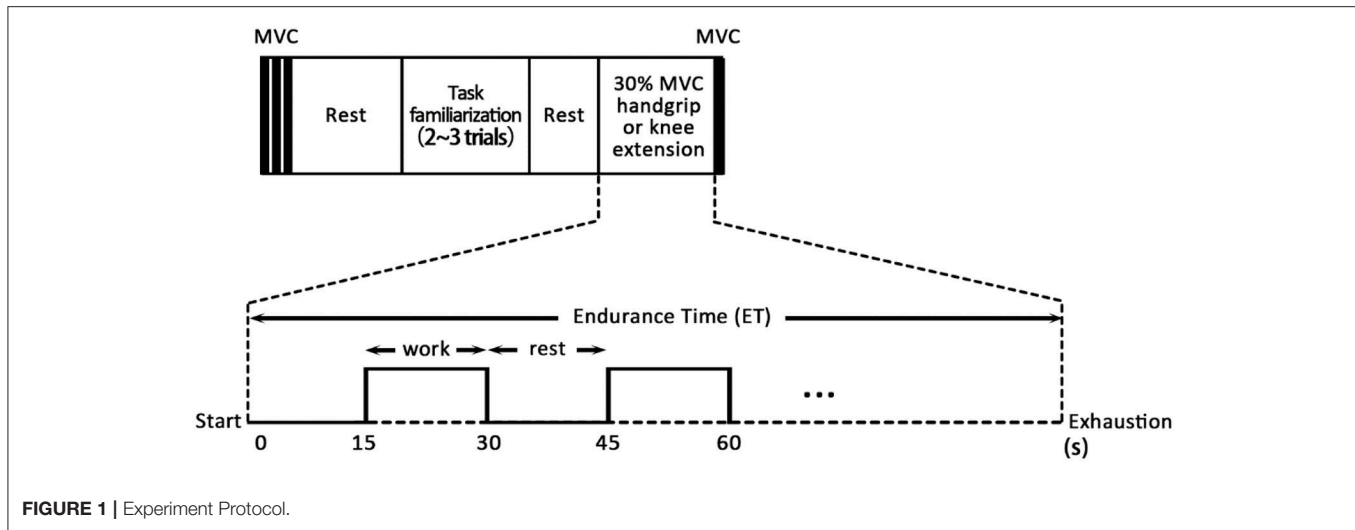 MVC MVC
Rest
Task
familiarization
(2~3 trials)
Rest
30% MVC
handgrip
or knee
extension
Endurance Time (ET)
work rest
...
Start Exhaustion
0 15 30 45 60 (s)
FIGURE 1 | Experiment Protocol.